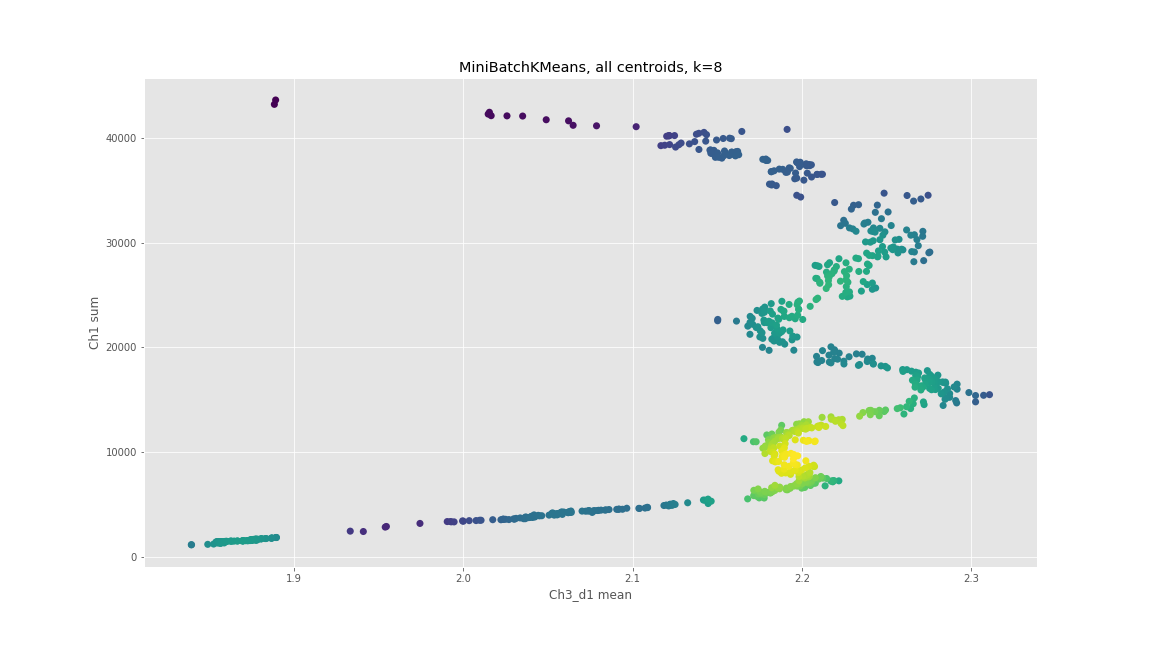 MiniBatchKMeans, all centroids, k=8
40000
30000
20000
10000
0
Ch1 sum
1.9 2.0 2.1 2.2 2.3
Ch3_d1 mean